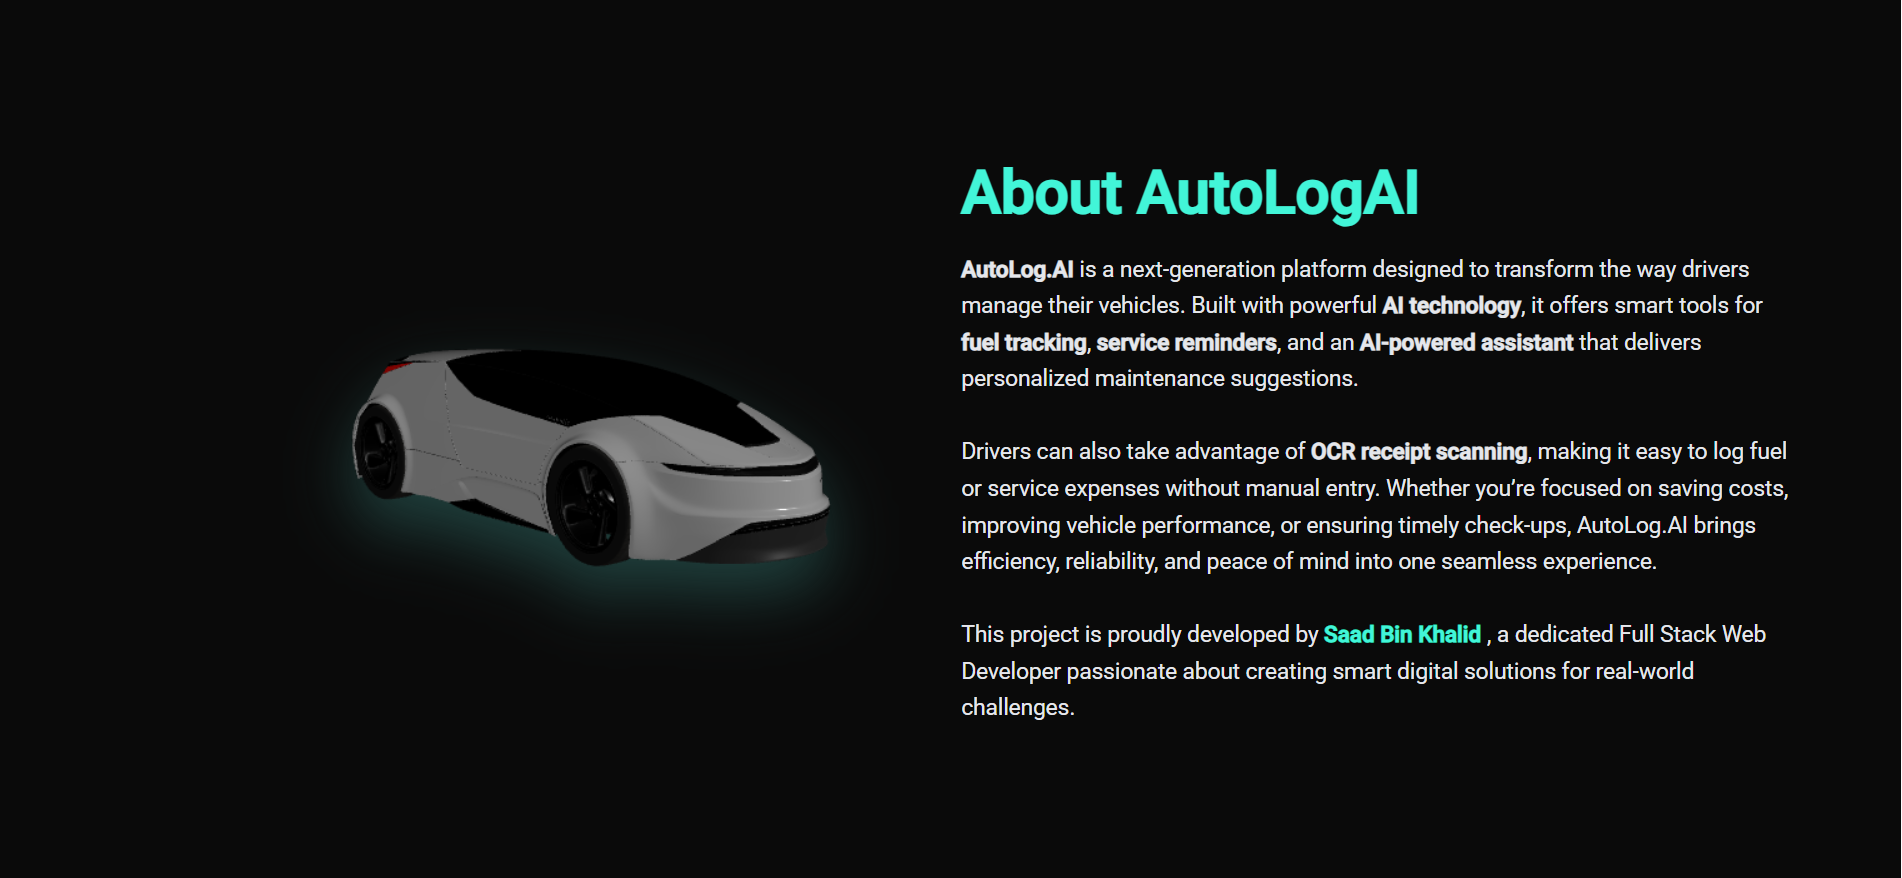 About AutoLogAI
AutoLog.AI is a next-generation platform designed to transform the way drivers
manage their vehicles. Built with powerful AI technology, it offers smart tools for
fuel tracking, service reminders, and an AI-powered assistant that delivers
personalized maintenance suggestions.
Drivers can also take advantage of OCR receipt scanning, making it easy to log fuel
or service expenses without manual entry. Whether you’re focused on saving costs,
improving vehicle performance, or ensuring timely check-ups, AutoLog.AI brings
efficiency, reliability, and peace of mind into one seamless experience.
This project is proudly developed by Saad Bin Khalid , a dedicated Full Stack Web
Developer passionate about creating smart digital solutions for real-world
challenges.